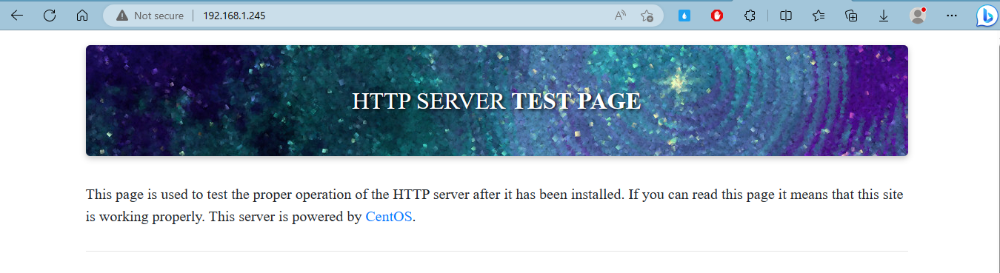 Not secure 192.168.1.245
HTTP SERVER TEST PAGE
This page is used to test the proper operation of the HTTP server after it has been installed. If you can read this page it means that this site
is working properly. This server is powered by CentOS.